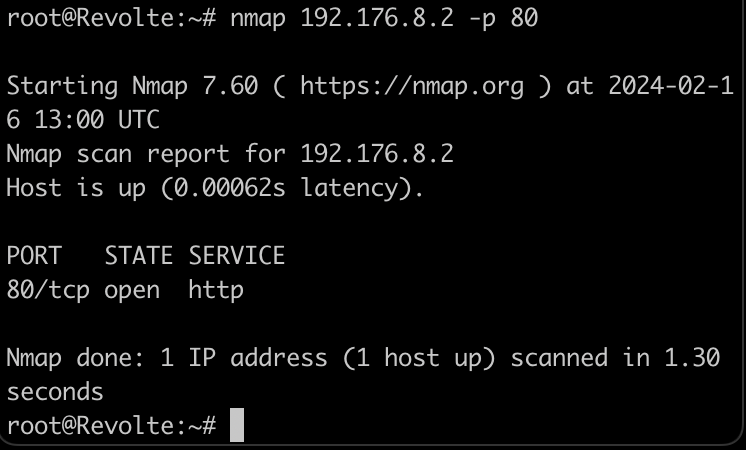 root@Revolte:~# nmap 192.176.8.2 -p 80
Starting Nmap 7.60 ( https://nmap.org ) at 2024-02-1
6 13:00 UTC
Nmap scan report for 192.176.8.2
Host is up (0.00062s latency).
PORT   STATE SERVICE
80/tcp open  http
Nmap done: 1 IP address (1 host up) scanned in 1.30
seconds
root@Revolte:~#